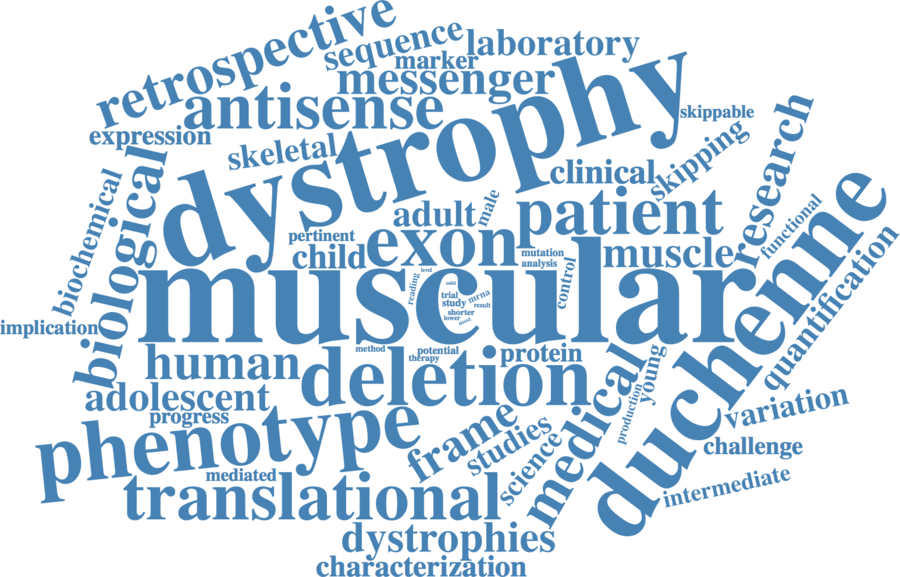 retrospective
sequence
laboratory
marker
messenger
antisense
dystrophy
skippable
expression
skeletal
research
skipping
clinical
biological
biochemical
male
adult
patient
functional
duchenne
pertinent
exon
child
mutation
analysis
muscle
quantification
control
level
reading
mild
muscular
trial
mrna
study
result
shorter
lower
most
implication
method
potential
therapy
protein
human
deletion
medical
young
adolescent
progress
production
variation
phenotype
frame
studies
challenge
science
mediated
translational
intermediate
dystrophies
characterization